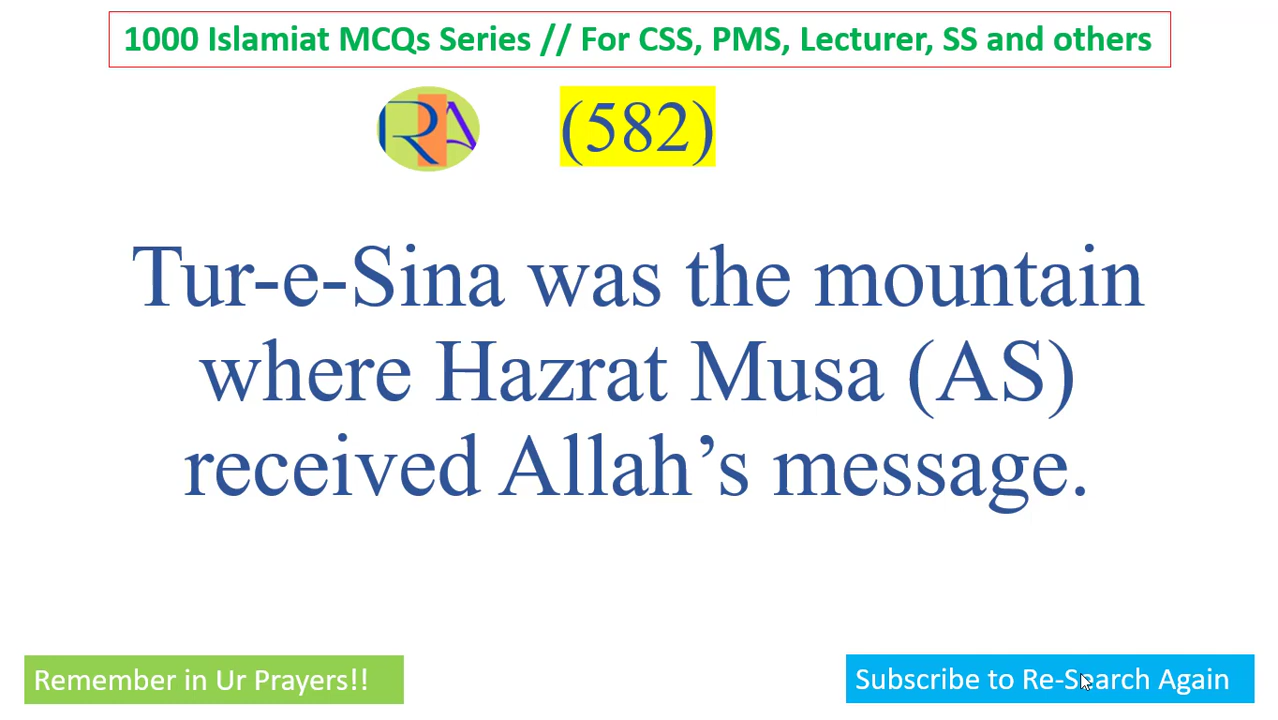 1000 Islamiat MCQs Series // For CSS, PMS, Lecturer, SS and others
RA (582)
Tur-e-Sina was the mountain
where Hazrat Musa (AS)
received Allah’s message.
Remember in Ur Prayers!! Subscribe to Re-Search Again